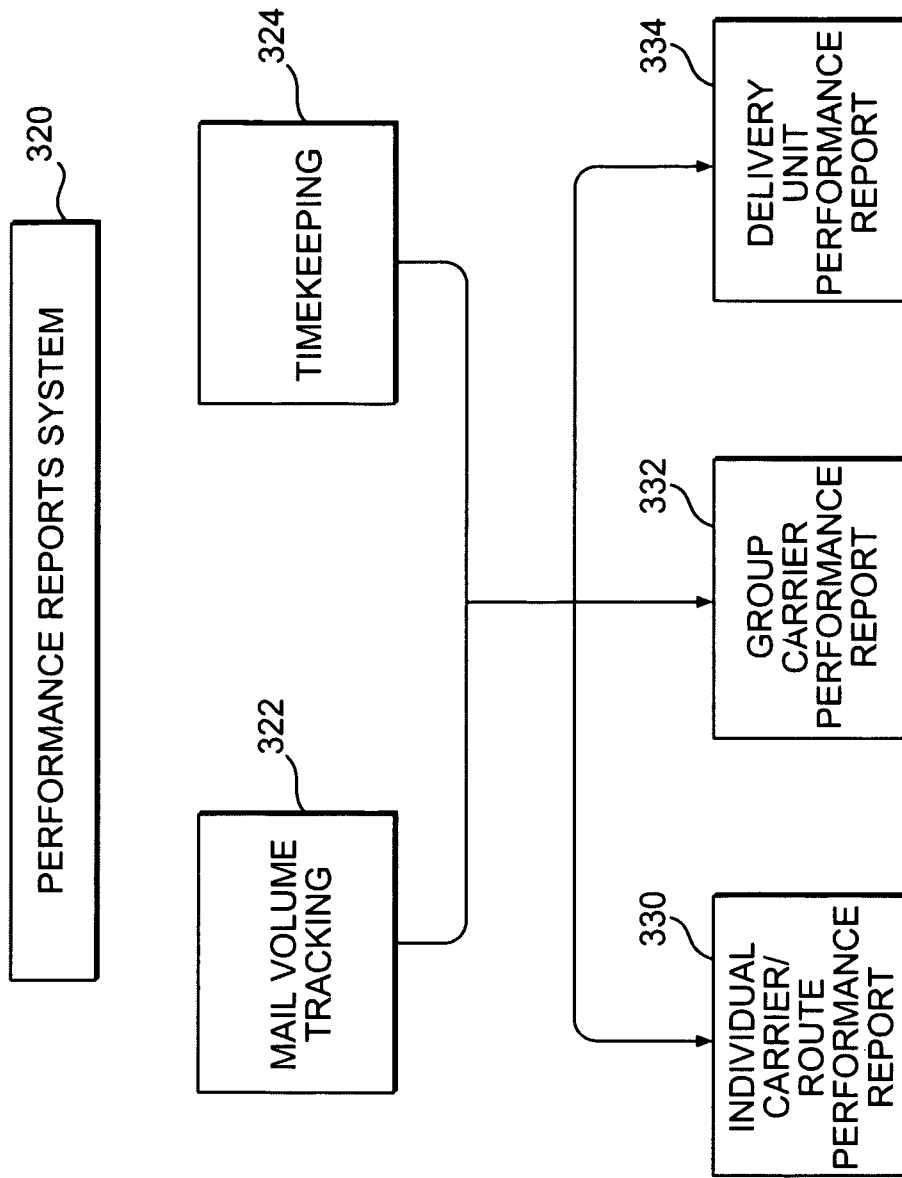 PERFORMANCE REPORTS SYSTEM
320
MAIL VOLUME
TRACKING
322
TIMEKEEPING
324
INDIVIDUAL
CARRIER/
ROUTE
PERFORMANCE
REPORT
330
GROUP
CARRIER
PERFORMANCE
REPORT
332
DELIVERY
UNIT
PERFORMANCE
REPORT
334